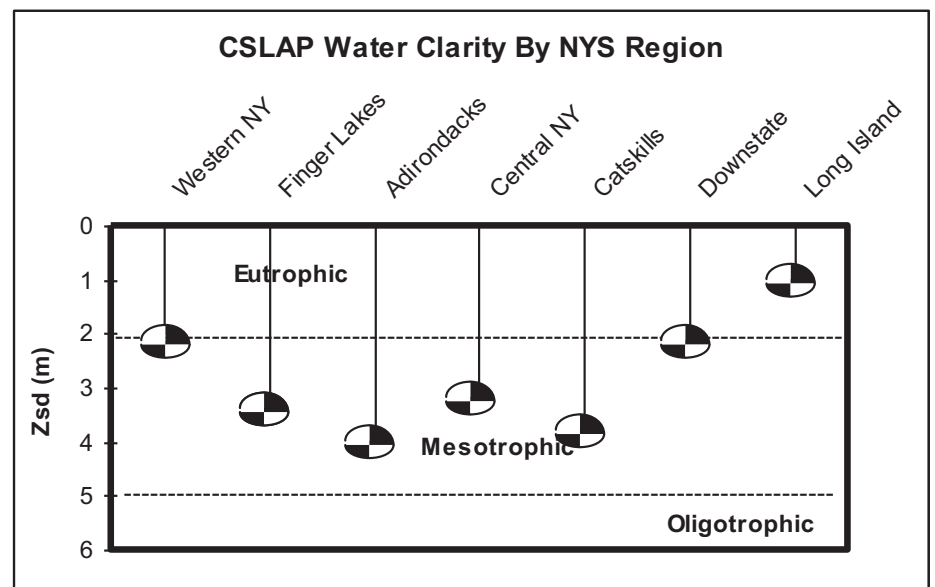 CSLAP Water Clarity By NYS Region
Western NY
Finger Lakes
Adirondacks
Central NY
Catskills
Downstate
Long Island
0
1
2
3
4
5
6
Zsd (m)
Eutrophic
Mesotrophic
Oligotrophic